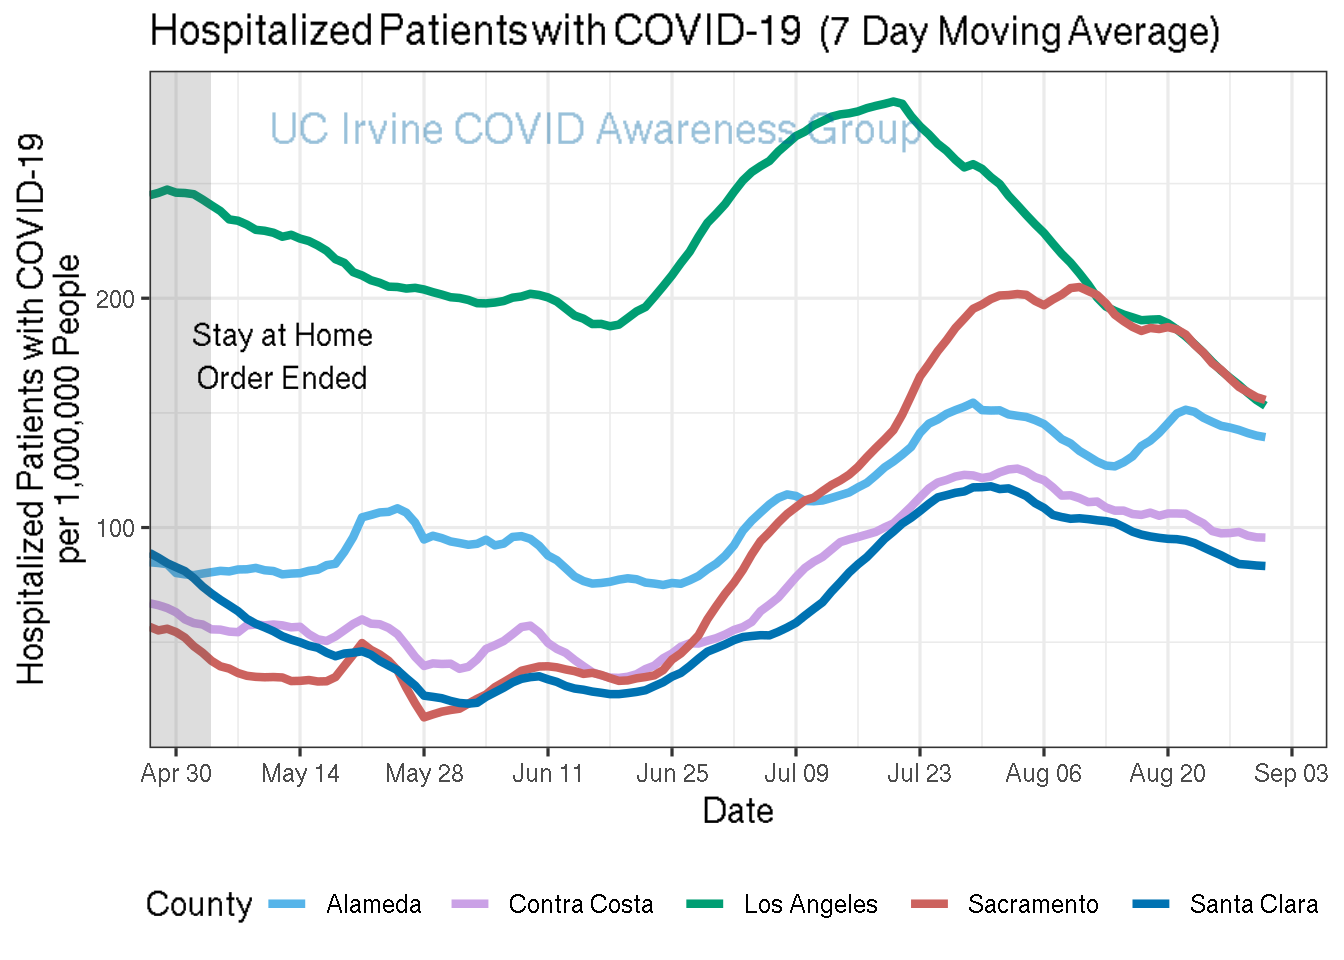 Hospitalized Patients with COVID-19 (7 Day Moving Average)
UC Irvine COVID Awareness Group
Hospitalized Patients with COVID-19
per 1,000,000 People
200
100
Stay at Home
Order Ended
Apr 30 May 14 May 28 Jun 11 Jun 25 Jul 09 Jul 23 Aug 06 Aug 20 Sep 03
Date
County Alameda Contra Costa Los Angeles Sacramento Santa Clara